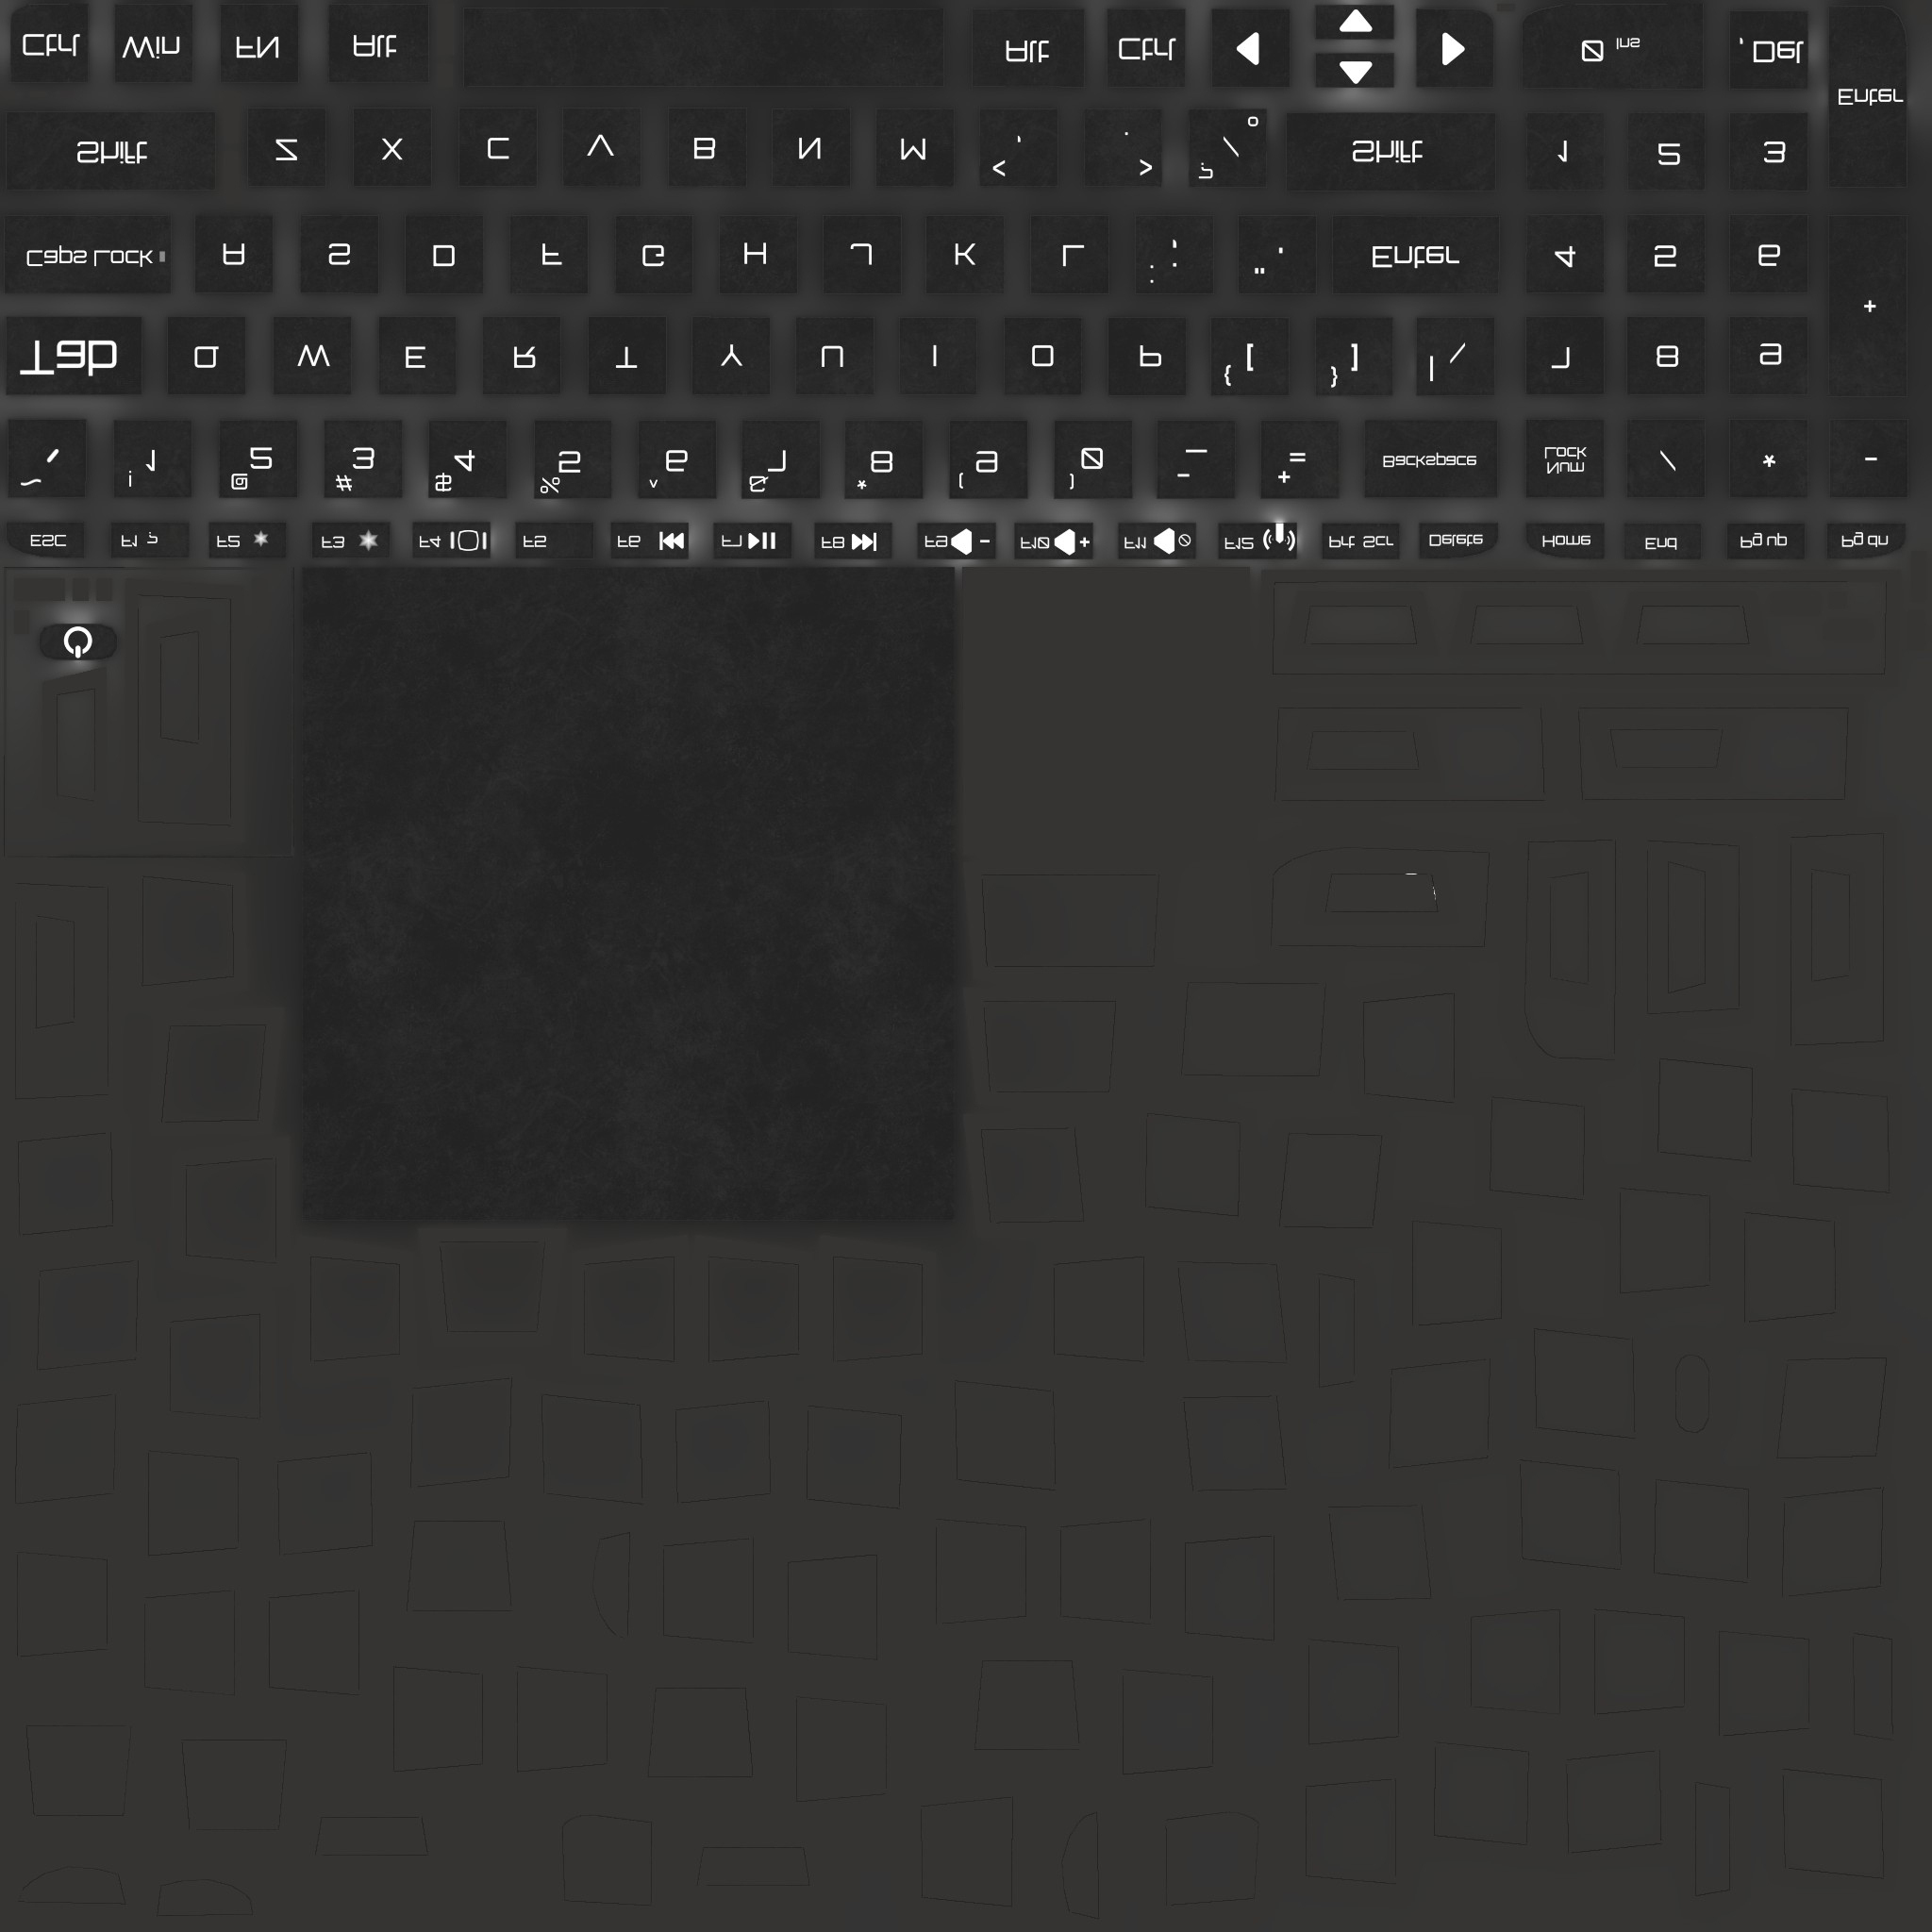 Ctrl Win FN Alt Alt Ctrl 0 Ins . Del Enter
Shift Z X C V B N M < , > . ? / ° Shift 1 2 3
Caps Lock A S D F G H J K L : ; " ' Enter 4 5 6
+
Tab Q W E R T Y U I O P { [ } ] | \ 7 8 9
~ ` ! 1 @ 2 # 3 $ 4 % 5 ^ 6 & 7 * 8 ( 9 ) 0 _ - + = Backspace Num Lock / * -
ESC F1 ? F2 F3 F4 F5 F6 F7 F8 F9 - F10 + F11 F12 Prt Scr Delete Home End Pg up Pg dn